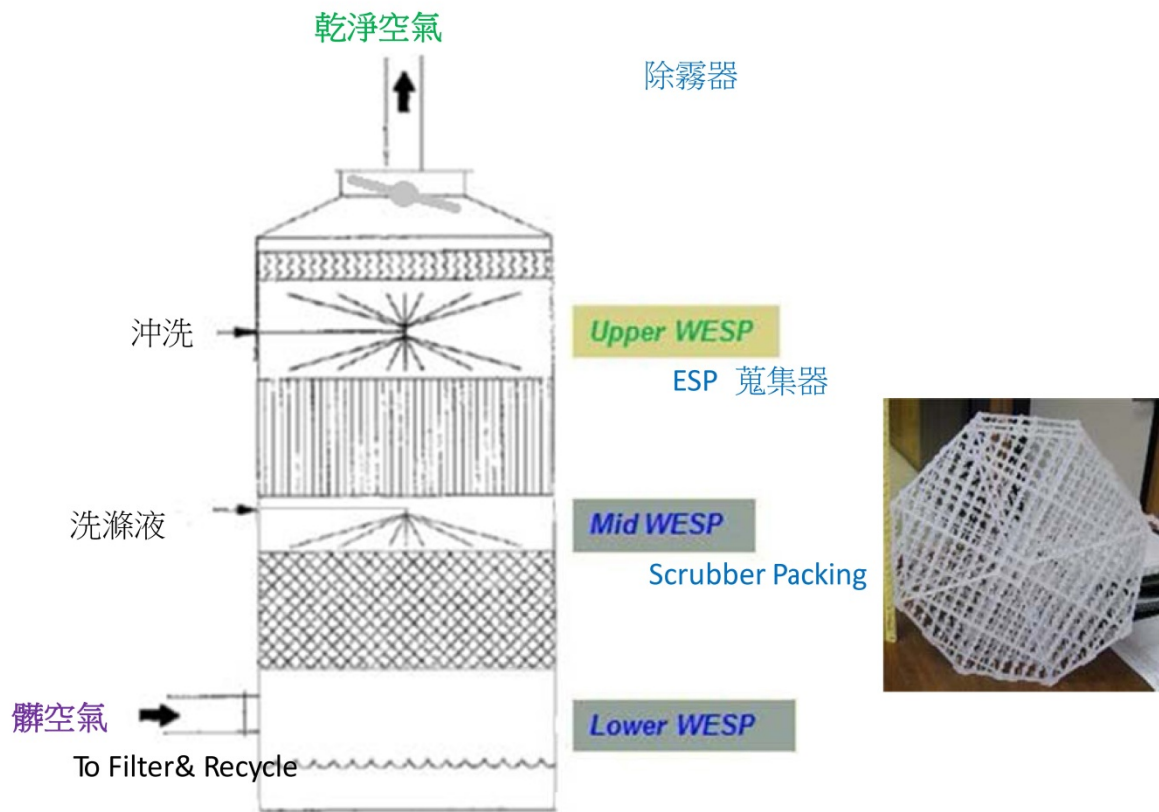 乾淨空氣
除霧器
沖洗
Upper WESP
ESP 蒐集器
洗滌液
Mid WESP
Scrubber Packing
髒空氣
Lower WESP
To Filter& Recycle